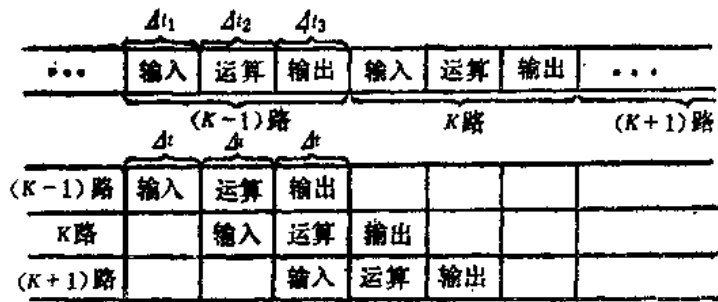 Δt₁ Δt₂ Δt₃
··· 输入 运算 输出 输入 运算 输出 ···
(K-1)路 K路 (K+1)路
Δt Δt Δt
(K-1)路 输入 运算 输出
K路 输入 运算 输出
(K+1)路 输入 运算 输出